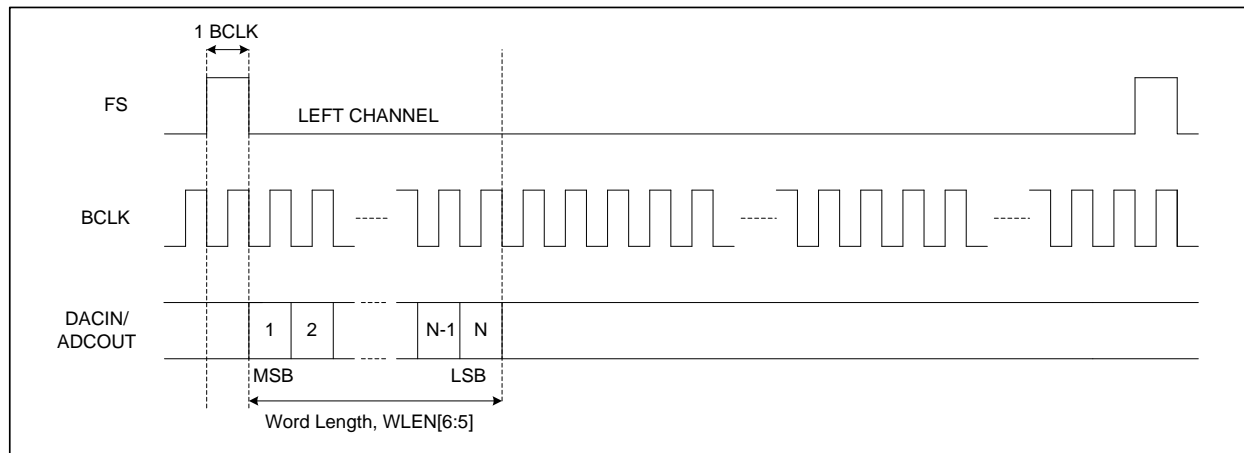 1 BCLK
FS
LEFT CHANNEL
BCLK
DACIN/
ADCOUT
1
2
N-1
N
MSB
LSB
Word Length, WLEN[6:5]